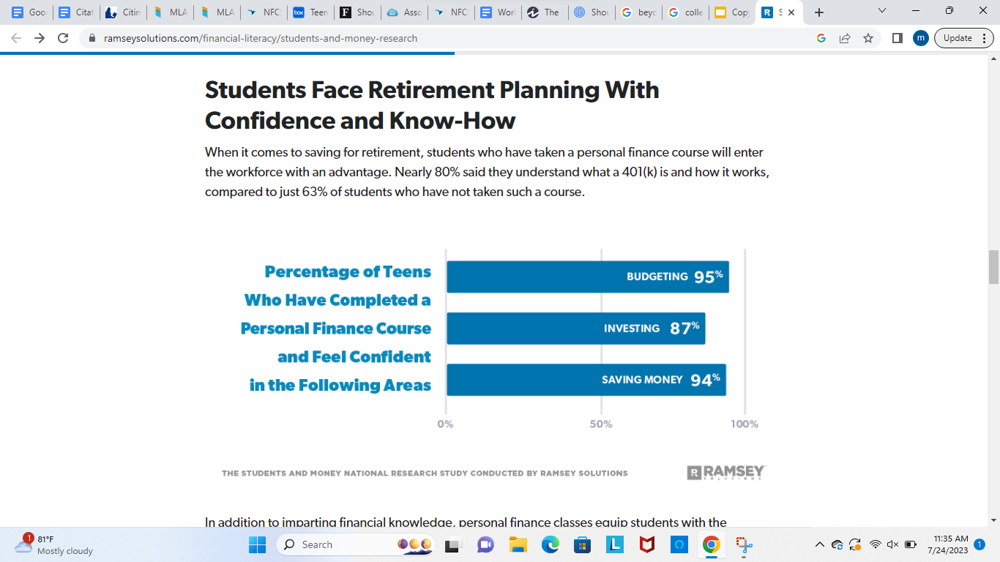 Goo
Citat
Citin
MLA
MLA
NFC
box
Teen
F
Shou
Asso
NFC
Worl
The
Shou
beyo
colle
Copy
R
S
ramseysolutions.com/financial-literacy/students-and-money-research
m
Update
Students Face Retirement Planning With
Confidence and Know-How
When it comes to saving for retirement, students who have taken a personal finance course will enter
the workforce with an advantage. Nearly 80% said they understand what a 401(k) is and how it works,
compared to just 63% of students who have not taken such a course.
Percentage of Teens
Who Have Completed a
Personal Finance Course
and Feel Confident
in the Following Areas
BUDGETING 95%
INVESTING 87%
SAVING MONEY 94%
0% 50% 100%
THE STUDENTS AND MONEY NATIONAL RESEARCH STUDY CONDUCTED BY RAMSEY SOLUTIONS
R RAMSEY
SOLUTIONS
In addition to imparting financial knowledge, personal finance classes equip students with the
1
81°F
Mostly cloudy
Search
L
11:35 AM
7/24/2023
1